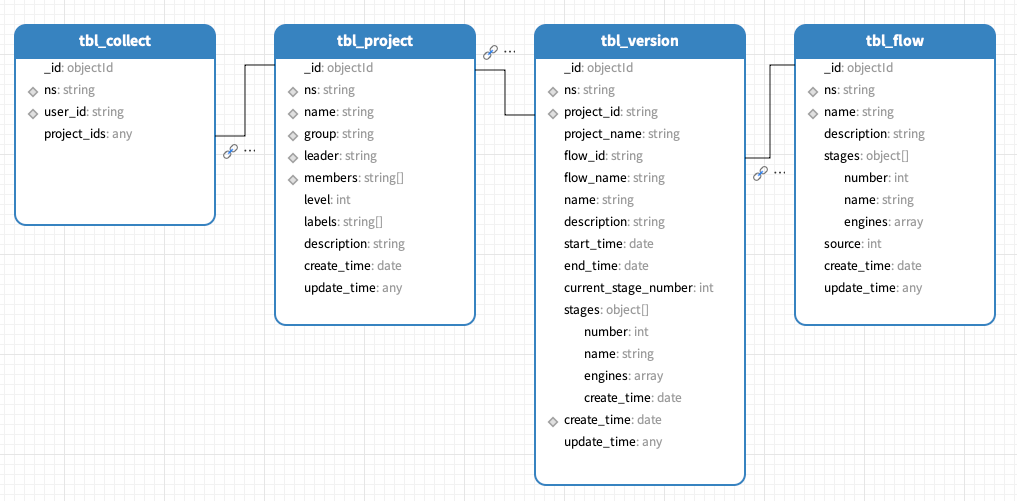 tbl_collect
_id: objectId
ns: string
user_id: string
project_ids: any
tbl_project
_id: objectId
ns: string
name: string
group: string
leader: string
members: string[]
level: int
labels: string[]
description: string
create_time: date
update_time: any
tbl_version
_id: objectId
ns: string
project_id: string
project_name: string
flow_id: string
flow_name: string
name: string
description: string
start_time: date
end_time: date
current_stage_number: int
stages: object[]
number: int
name: string
engines: array
create_time: date
create_time: date
update_time: any
tbl_flow
_id: objectId
ns: string
name: string
description: string
stages: object[]
number: int
name: string
engines: array
source: int
create_time: date
update_time: any